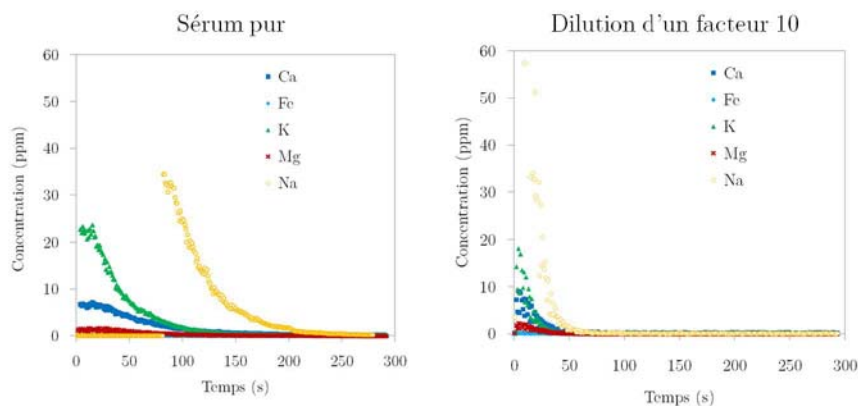 Sérum pur
60
50
40
30
20
10
0
0 50 100 150 200 250 300
Concentration (ppm)
Temps (s)
Ca
Fe
K
Mg
Na
Dilution d'un facteur 10
60
50
40
30
20
10
0
0 50 100 150 200 250 300
Concentration (ppm)
Temps (s)
Ca
Fe
K
Mg
Na